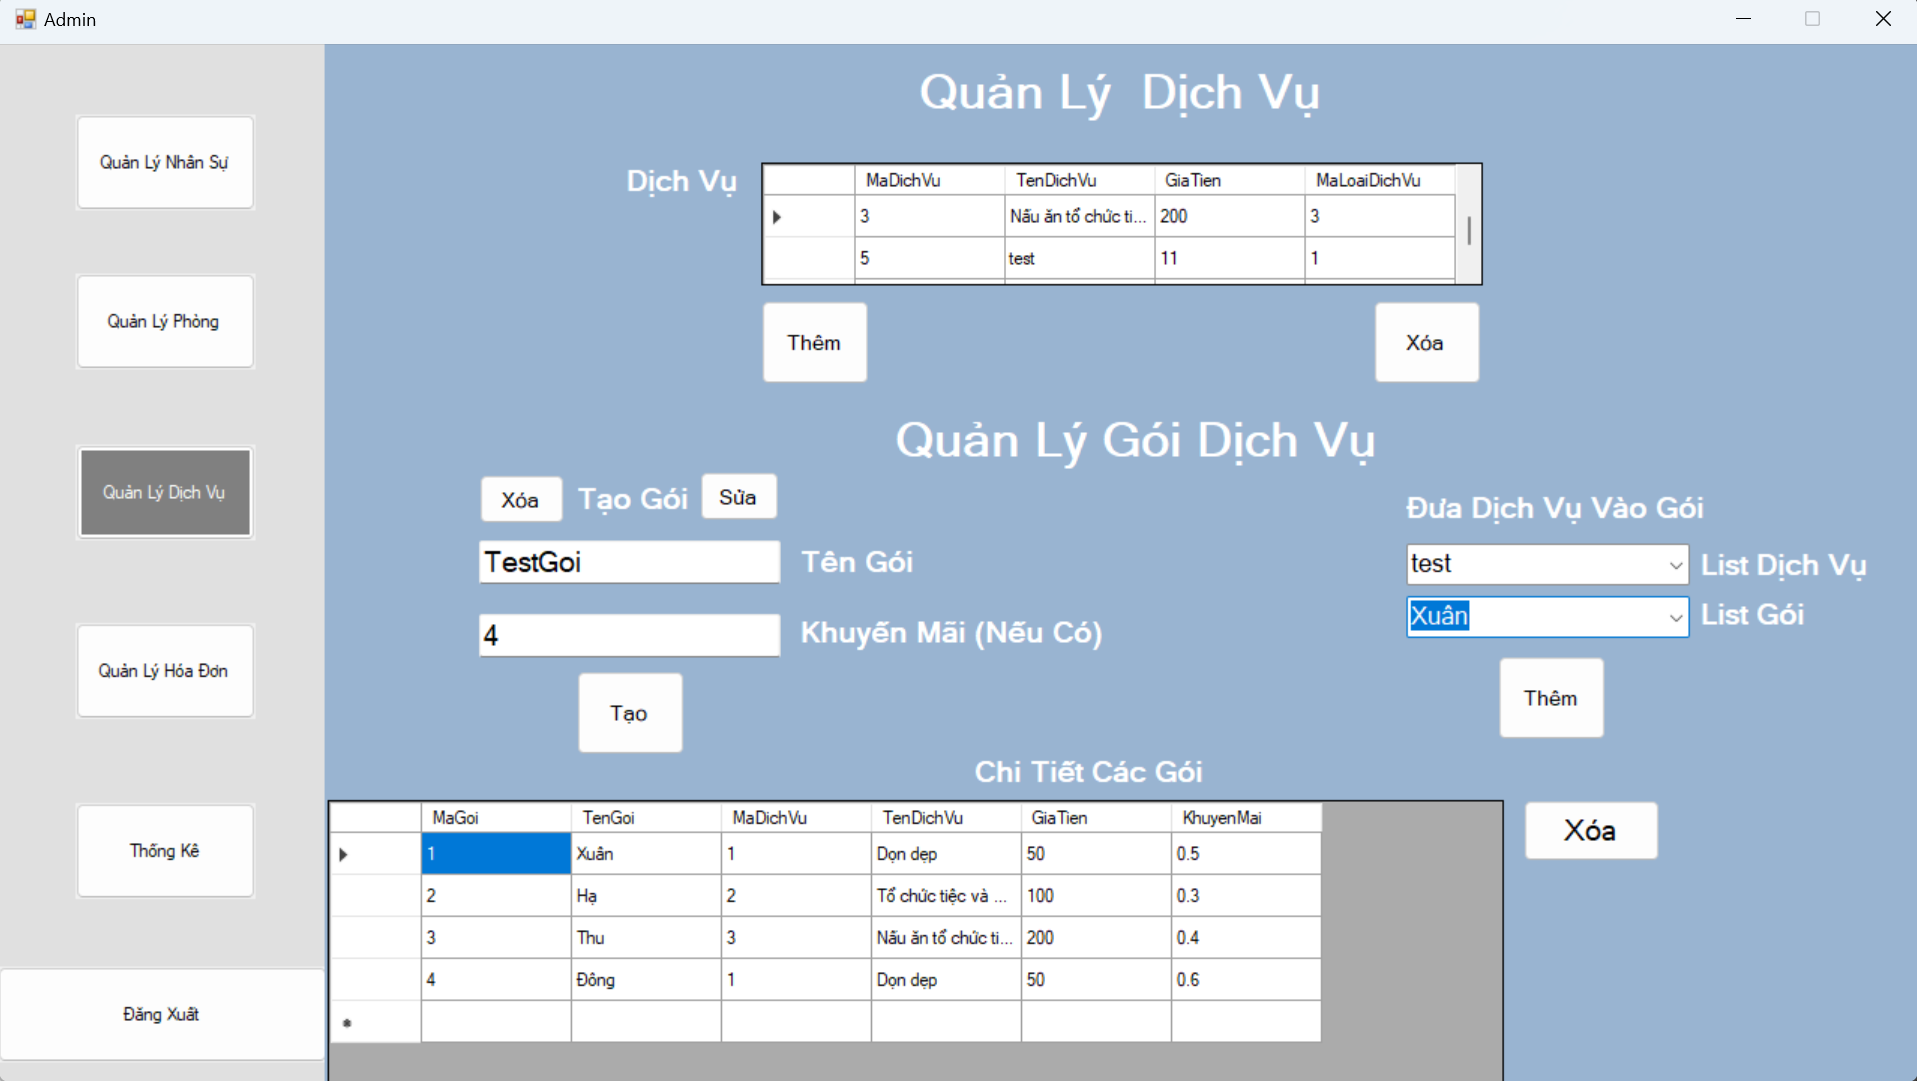 Admin
Quản Lý Nhân Sự
Quản Lý Phòng
Quản Lý Dịch Vụ
Quản Lý Hóa Đơn
Thống Kê
Đăng Xuất
Quản Lý Dịch Vụ
Dịch Vụ
MaDichVu TenDichVu GiaTien MaLoaiDichVu
3 Nấu ăn tổ chức ti... 200 3
5 test 11 1
Thêm Xóa
Quản Lý Gói Dịch Vụ
Xóa Tạo Gói Sửa
TestGoi Tên Gói
4 Khuyến Mãi (Nếu Có)
Tạo
Đưa Dịch Vụ Vào Gói
test List Dịch Vụ
Xuân List Gói
Thêm
Chi Tiết Các Gói
MaGoi TenGoi MaDichVu TenDichVu GiaTien KhuyenMai
1 Xuân 1 Dọn dẹp 50 0.5
2 Hạ 2 Tổ chức tiệc và ... 100 0.3
3 Thu 3 Nấu ăn tổ chức ti... 200 0.4
4 Đông 1 Dọn dẹp 50 0.6
Xóa